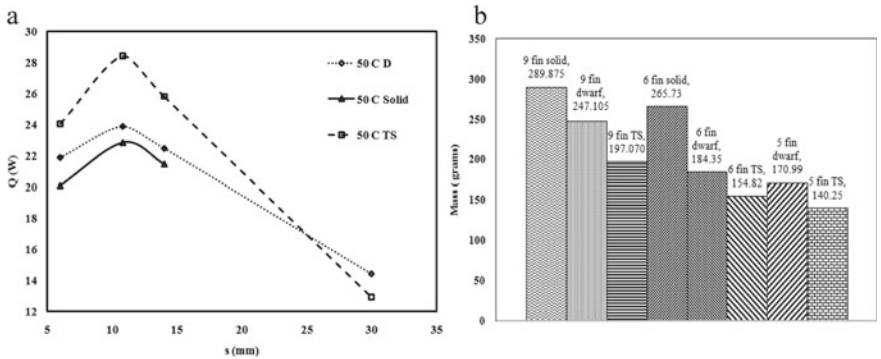 a
30
28
26
24
22
20
18
16
14
12
Q (W)
5
10
15
20
25
30
35
s (mm)
50 C D
50 C Solid
50 C TS
b
350
300
250
200
150
100
50
0
Mass ( grams)
9 fin solid,
289.875
9 fin
dwarf,
247.105
9 fin TS,
197.070
6 fin solid,
265.73
6 fin
dwarf,
184.35
6 fin TS,
154.82
5 fin
dwarf,
170.99
5 fin TS,
140.25